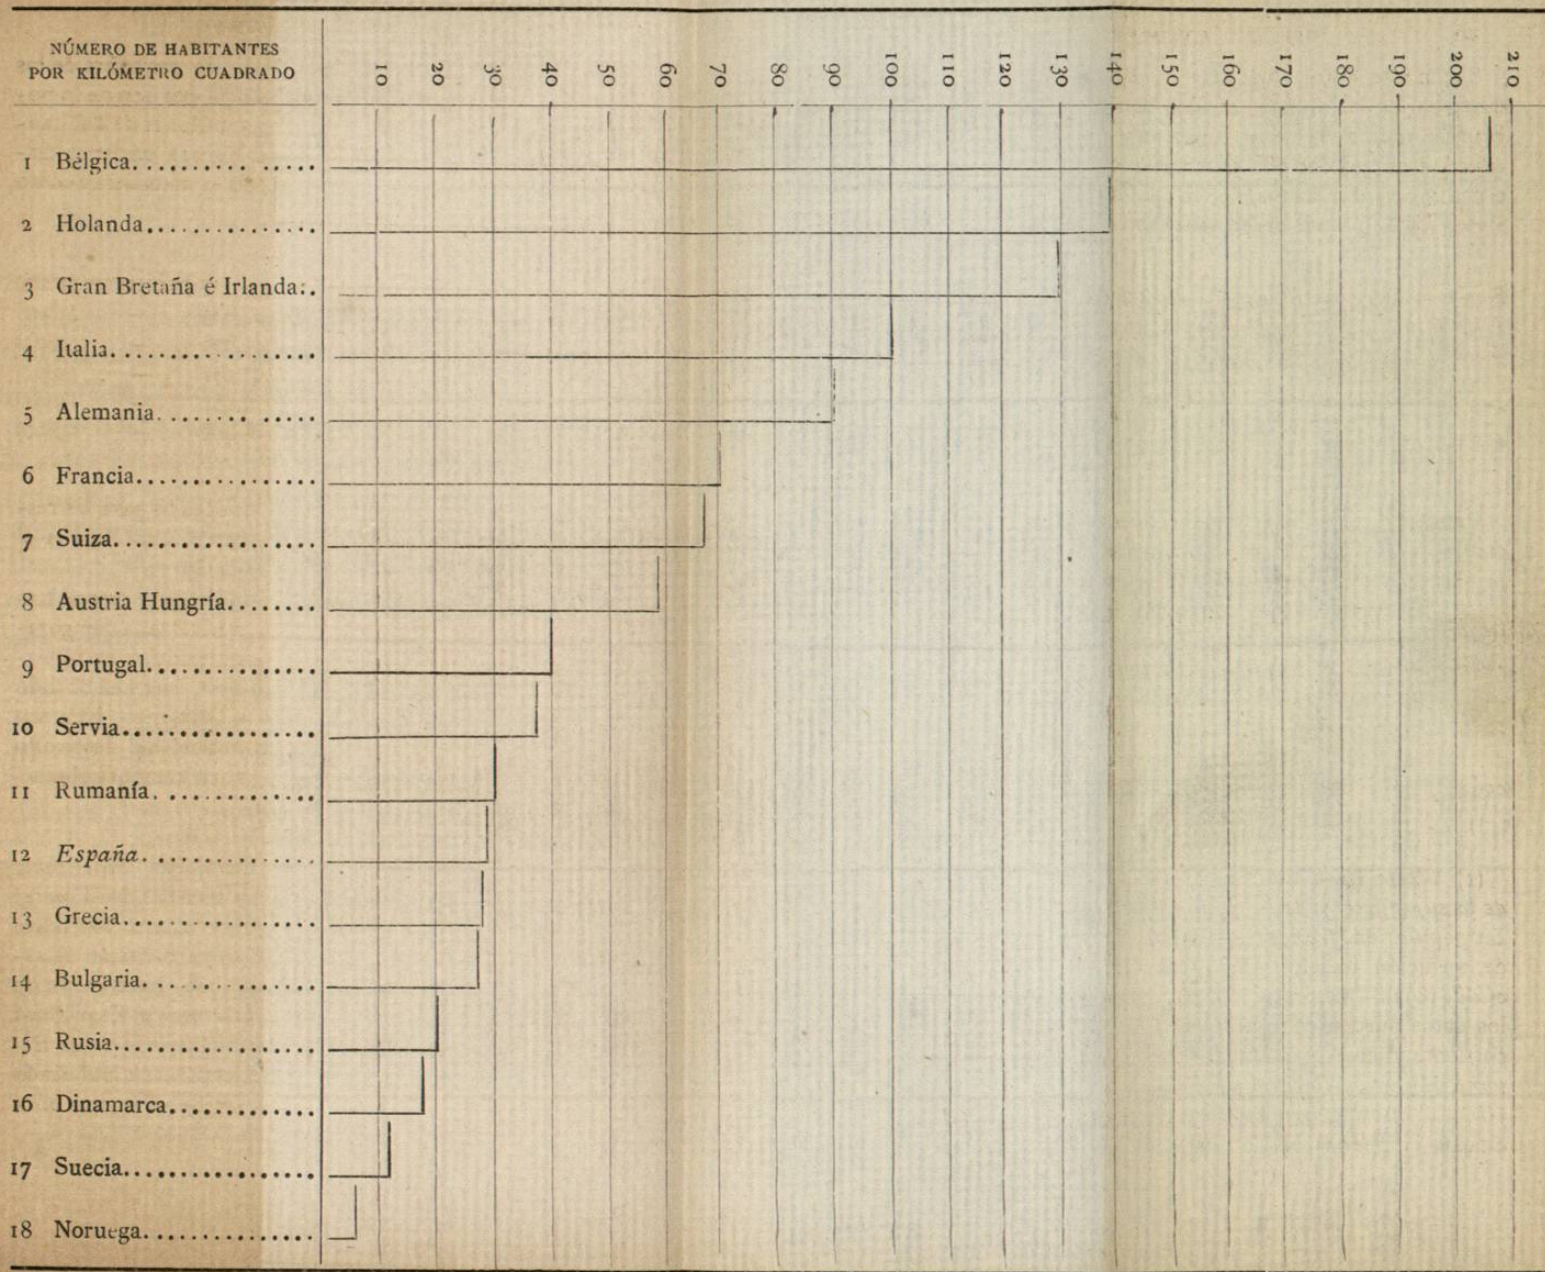 NÚMERO DE HABITANTES
POR KILÓMETRO CUADRADO
10 20 30 40 50 60 70 80 90 100 110 120 130 140 150 160 170 180 190 200 210
1 Bélgica.......... .....
2 Holanda...............
3 Gran Bretaña é Irlanda..
4 Italia..................
5 Alemania........ .....
6 Francia................
7 Suiza..................
8 Austria Hungría........
9 Portugal...............
10 Servia.................
11 Rumanía. .............
12 España...............
13 Grecia.................
14 Bulgaria...............
15 Rusia..................
16 Dinamarca.............
17 Suecia.................
18 Noruega...............